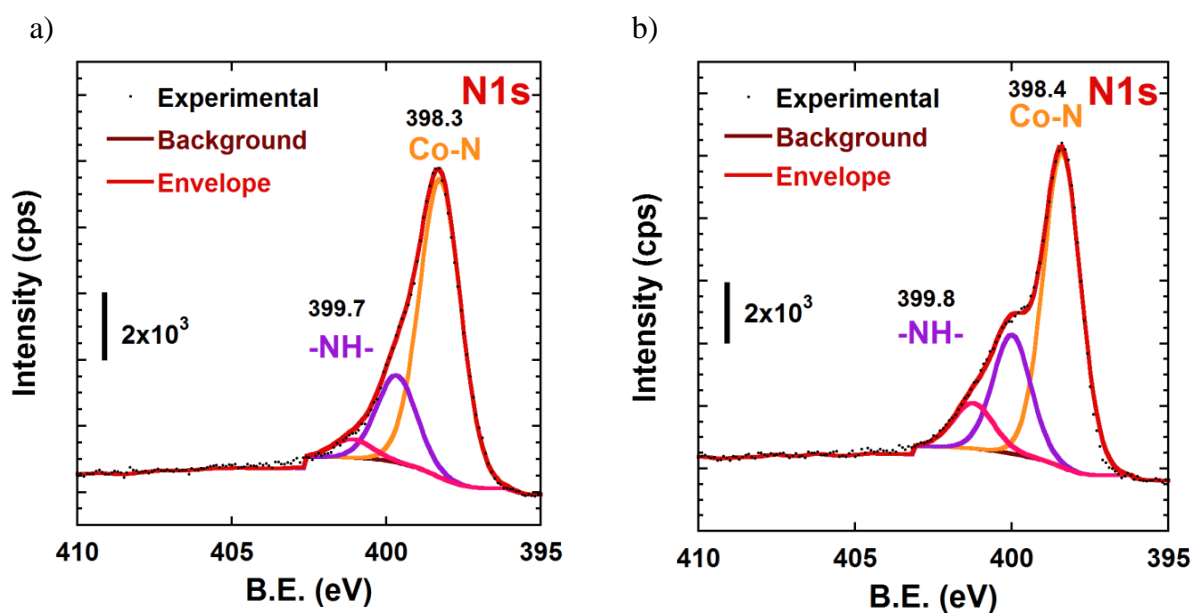 a)
N1s
Experimental
Background
Envelope
398.3
Co-N
399.7
-NH-
2x10³
Intensity (cps)
410
405
400
395
B.E. (eV)
b)
N1s
Experimental
Background
Envelope
398.4
Co-N
399.8
-NH-
2x10³
Intensity (cps)
410
405
400
395
B.E. (eV)